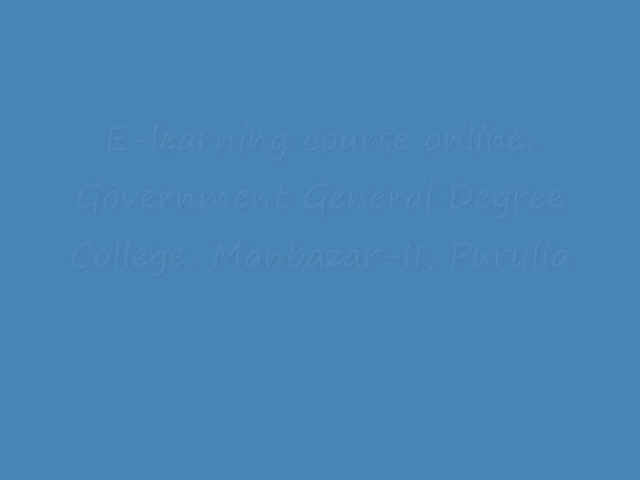 E-learning course online:
Government General Degree
College, Manbazar-II, Purulia